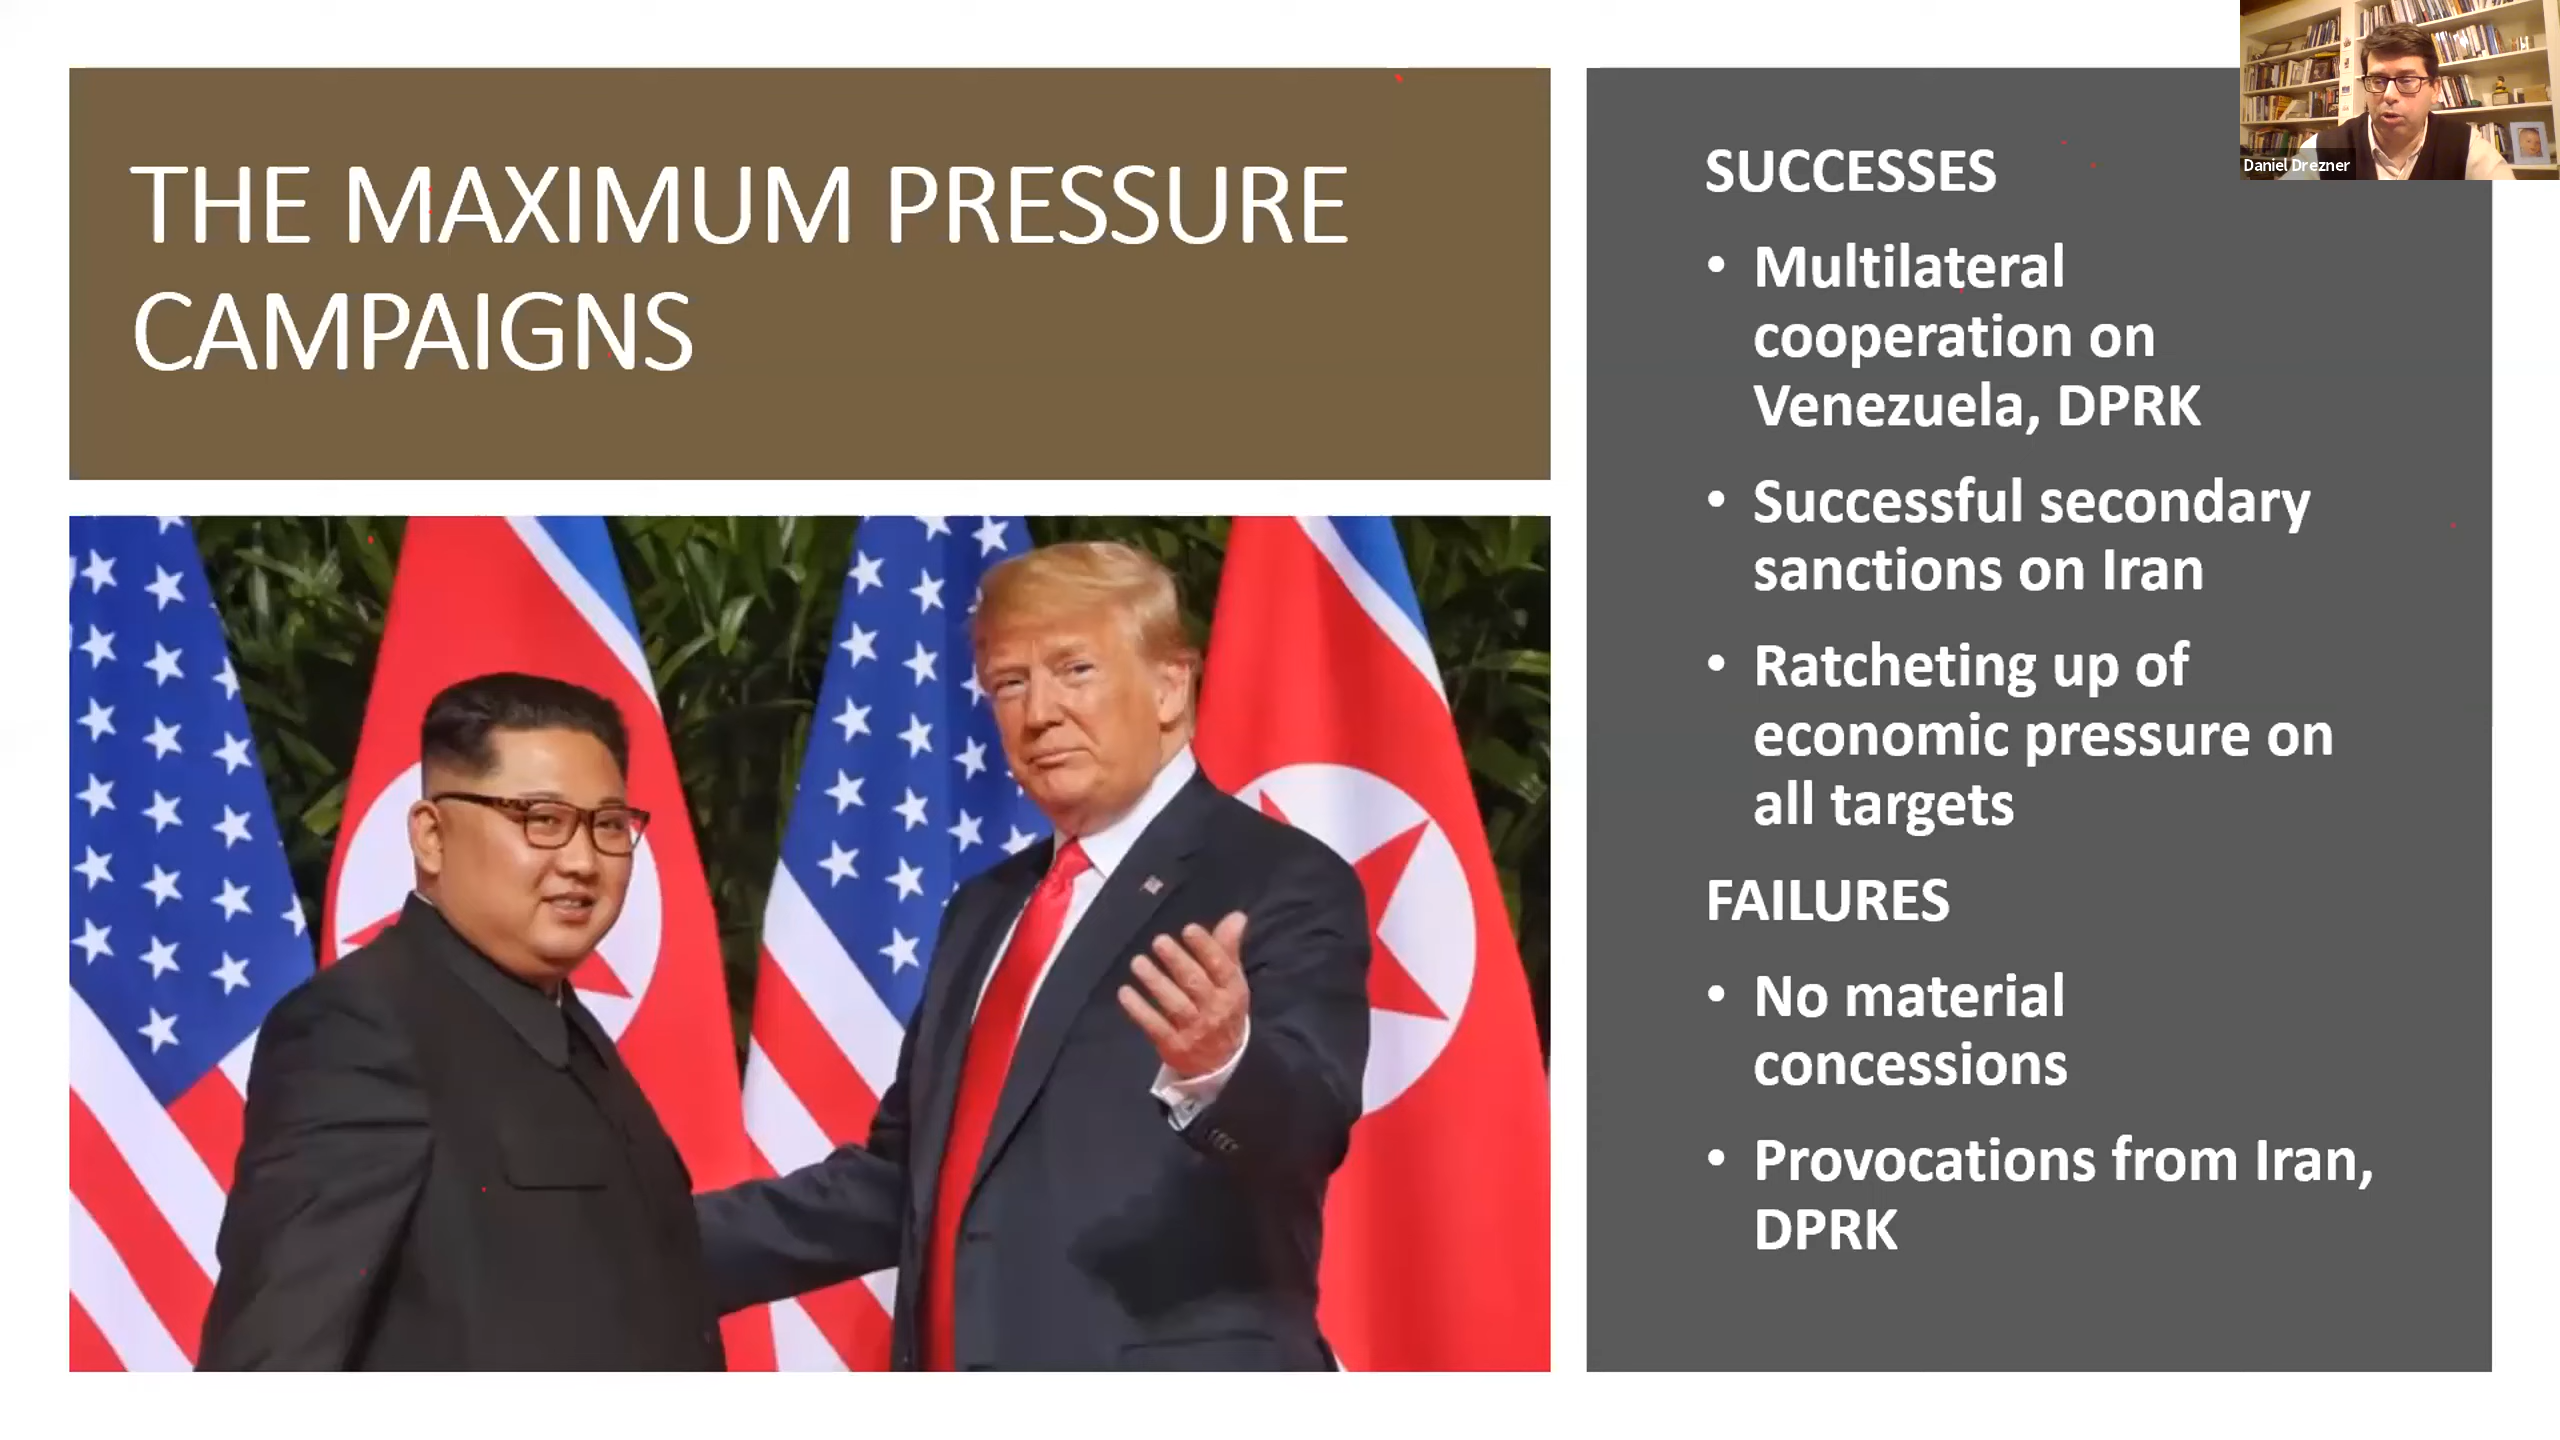 THE MAXIMUM PRESSURE
CAMPAIGNS
SUCCESSES
• Multilateral
cooperation on
Venezuela, DPRK
• Successful secondary
sanctions on Iran
• Ratcheting up of
economic pressure on
all targets
FAILURES
• No material
concessions
• Provocations from Iran,
DPRK
Daniel Drezner